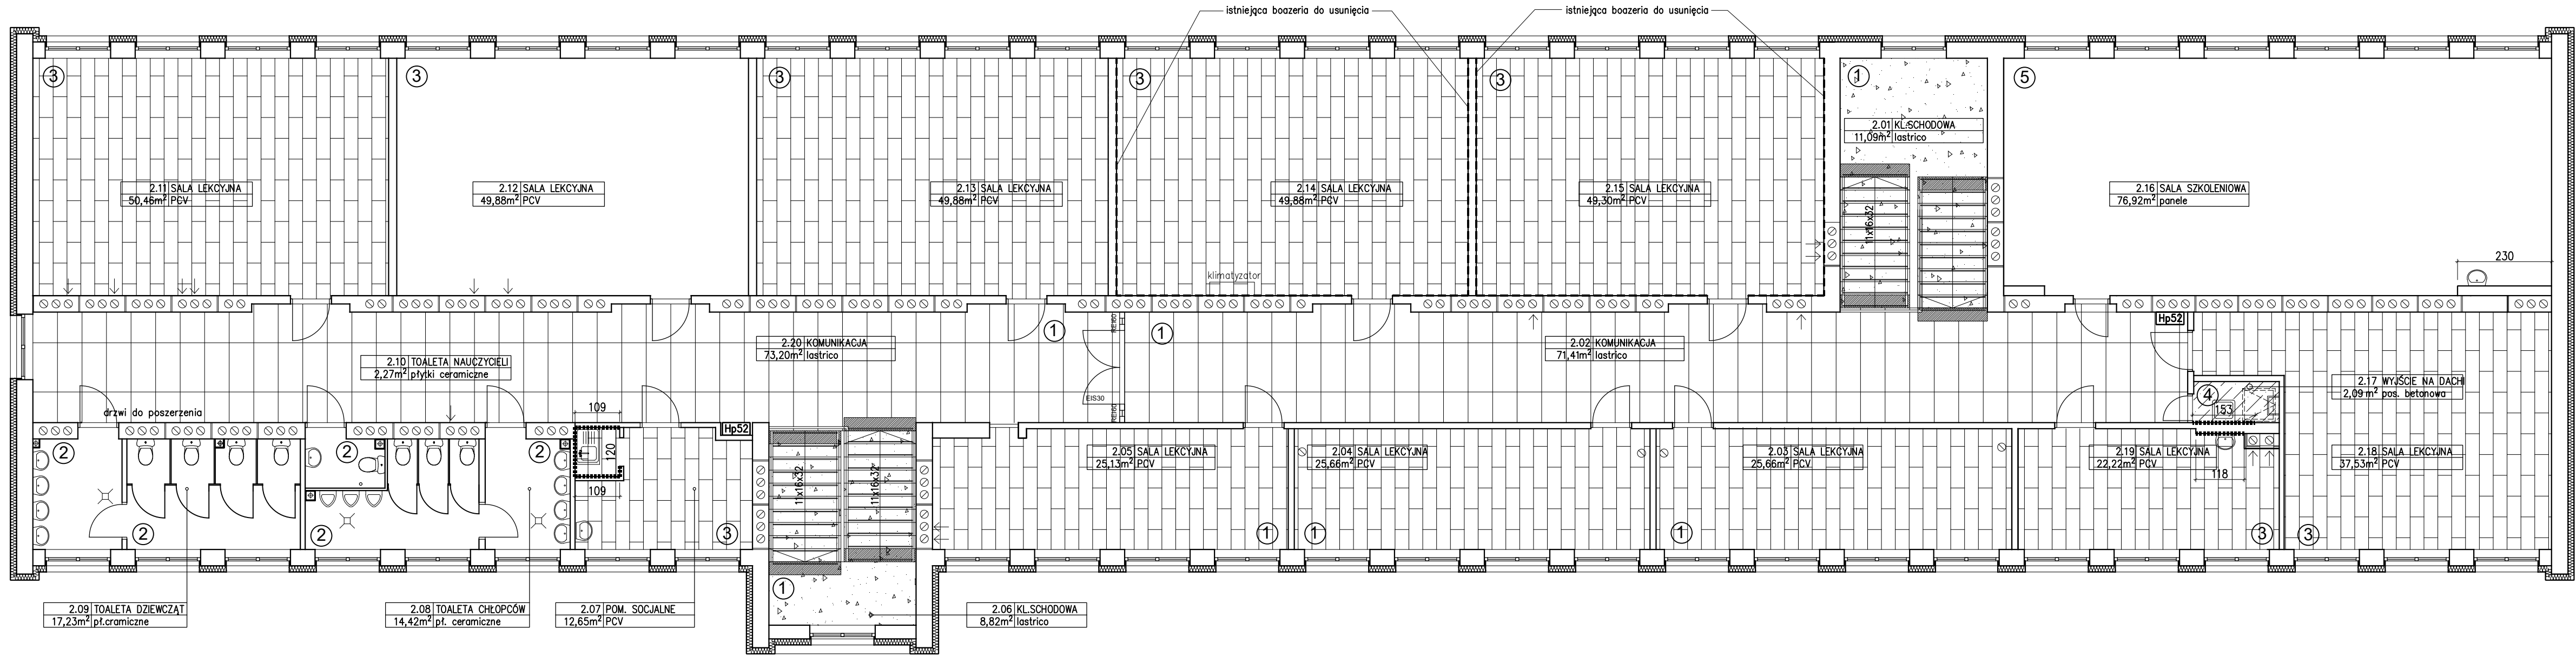 istniejąca boazeria do usunięcia
istniejąca boazeria do usunięcia
3
3
3
3
3
1
5
2.01 KL.SCHODOWA
11,09m² lastrico
2.11 SALA LEKCYJNA
50,46m² PCV
2.12 SALA LEKCYJNA
49,88m² PCV
2.13 SALA LEKCYJNA
49,88m² PCV
2.14 SALA LEKCYJNA
49,88m² PCV
2.15 SALA LEKCYJNA
49,30m² PCV
11x16x32
2.16 SALA SZKOLENIOWA
76,92m² panele
230
klimatyzator
Hp52
REI60
1
1
2.20 KOMUNIKACJA
73,20m² lastrico
2.02 KOMUNIKACJA
71,41m² lastrico
2.10 TOALETA NAUCZYCIELI
2,27m² płytki ceramiczne
2.17 WYJŚCIE NA DACH
2,09m² pos. betonowa
EIS30
REI60
drzwi do poszerzenia
109
4
153
Hp52
2
2
2
120
109
11x16x32
11x16x32
2.05 SALA LEKCYJNA
25,13m² PCV
2.04 SALA LEKCYJNA
25,66m² PCV
2.03 SALA LEKCYJNA
25,66m² PCV
2.19 SALA LEKCYJNA
22,22m² PCV
118
2.18 SALA LEKCYJNA
37,53m² PCV
2
2
3
1
1
1
3
3
1
2.09 TOALETA DZIEWCZĄT
17,23m² pł.cramiczne
2.08 TOALETA CHŁOPCÓW
14,42m² pł. ceramiczne
2.07 POM. SOCJALNE
12,65m² PCV
2.06 KL.SCHODOWA
8,82m² lastrico